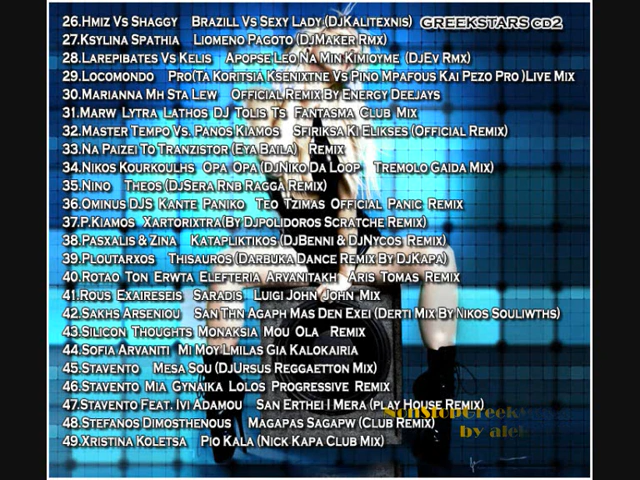 26.Hmiz Vs Shaggy Brazill Vs Sexy Lady (DJKalitexnis) GREEKSTARS CD2
27.Ksylina Spathia Liomeno Pagoto (DJMaker Rmx)
28.Larepibates Vs Kelis Apopse Leo Na Min Kimioyme (DJEv Rmx)
29.Locomondo Pro(Ta Koritsia Ksenixtne Vs Pino Mpafous Kai Pezo Pro )Live Mix
30.Marianna Mh Sta Lew Official Remix By Energy Deejays
31.Marw Lytra Lathos DJ Tolis Ts Fantasma Club Mix
32.Master Tempo Vs. Panos Kiamos Sfiriksa Ki Elikses (Official Remix)
33.Na Paizei To Tranzistor (Eya Baila) Remix
34.Nikos Kourkoulhs Opa Opa (DJNiko Da Loop Tremolo Gaida Mix)
35.Nino Theos (DJSera Rnb Ragga Remix)
36.Ominus DJS Kante Paniko Teo Tzimas Official Panic Remix
37.P.Kiamos Xartorixtra(By Djpolidoros Scratche Remix)
38.Pasxalis & Zina Katapliktikos (DJBenni & DJNycos Remix)
39.Ploutarxos Thisauros (Darbuka Dance Remix By DJKapa)
40.Rotao Ton Erwta Elefteria Arvanitakh Aris Tomas Remix
41.Rous Exaireseis Saradis Luigi John 'John Mix
42.Sakhs Arseniou San Thn Agaph Mas Den Exei (Derti Mix By Nikos Souliwths)
43.Silicon Thoughts Monaksia Mou Ola Remix
44.Sofia Arvaniti Mi Moy Lmilas Gia Kalokairia
45.Stavento Mesa Sou (DJUrsus Reggaetton Mix)
46.Stavento Mia Gynaika Lolos Progressive Remix
47.Stavento Feat. Ivi Adamou San Erthei I Mera (play House Remix)
48.Stefanos Dimosthenous Magapas Sagapw (Club Remix)
49.Xristina Koletsa Pio Kala (Nick Kapa Club Mix)
NonStopGreek
by alek